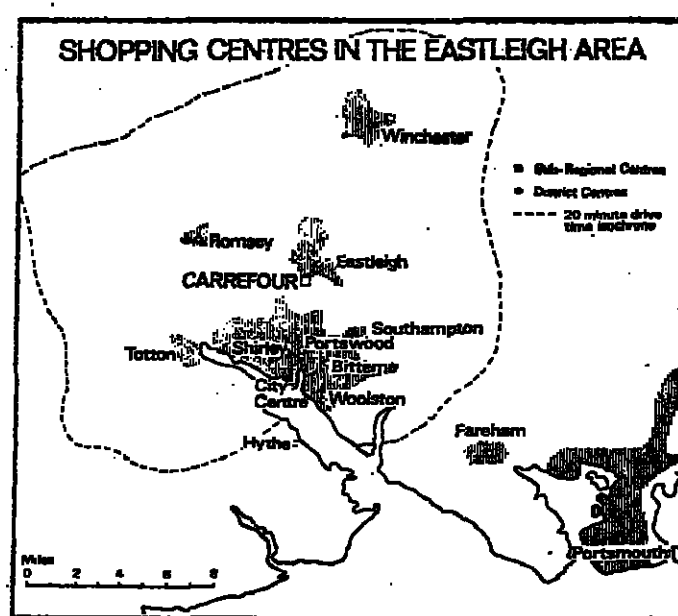 SHOPPING CENTRES IN THE EASTLEIGH AREA
Winchester
Sub-Regional Centres
District Centres
20 minute drive
time isochrone
Romsey
Eastleigh
CARREFOUR
Southampton
Totton
Shirley
Portswood
Bitterne
City
Centre
Woolston
Hythe
Fareham
Portsmouth
Miles
0 2 4 6 8